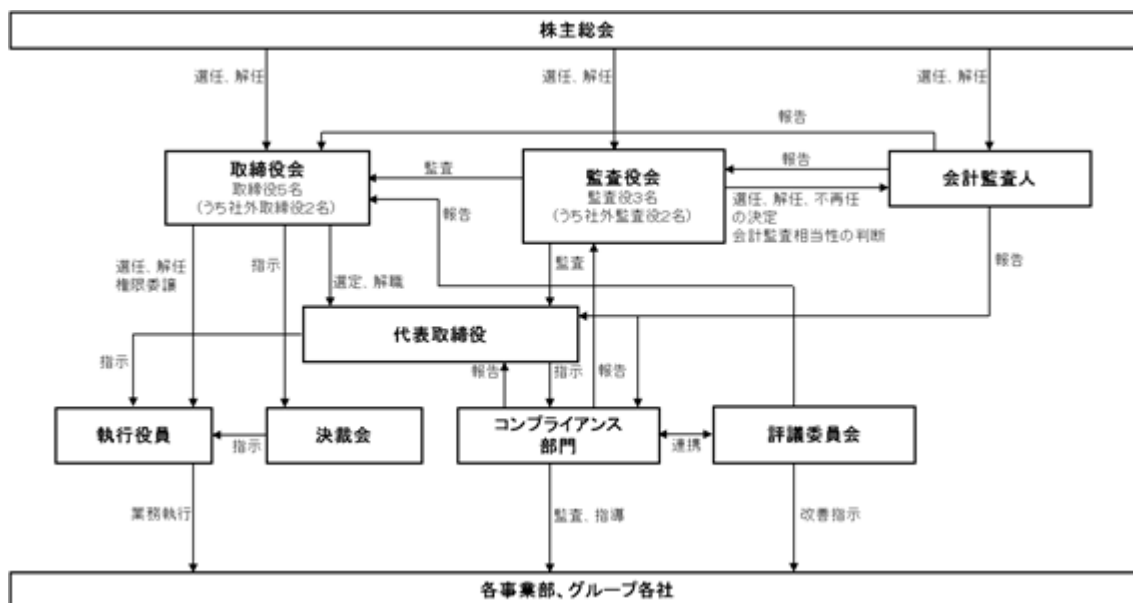 株主総会
選任、解任
選任、解任
選任、解任
報告
取締役会
取締役5名
(うち社外取締役2名)
監査
監査役会
監査役3名
(うち社外監査役2名)
報告
会計監査人
選任、解任、不再任
の決定
会計監査相当性の判断
報告
選任、解任
権限委譲
指示
選定、解職
監査
報告
代表取締役
指示
報告
指示
報告
執行役員
指示
決裁会
コンプライアンス
部門
連携
評議委員会
業務執行
監査、指導
改善指示
各事業部、グループ各社